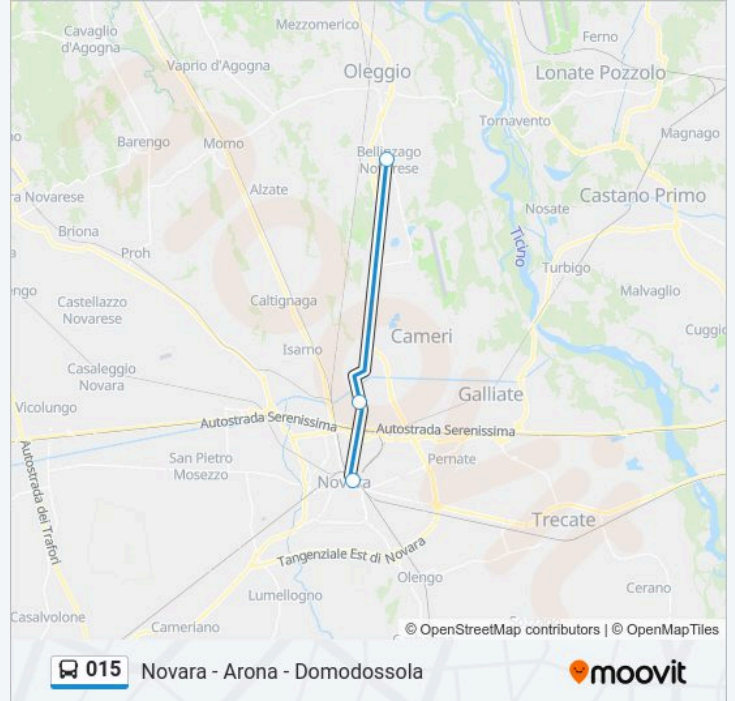 Cavaglio
d'Agogna
Mezzomerico
Ferno
Vaprio d'Agogna
Oleggio
Lonate Pozzolo
Tornavento
Magnago
Barengo
Momo
Bellinzago
Novarese
Alzate
ra Novarese
Castano Primo
Nosate
Briona
Ticino
Proh
Turbigo
Malvaglio
Castellazzo
Novarese
Caltignaga
Cameri
Cuggio
Isarno
Casaleggio
Novara
Galliate
Vicolungo
Autostrada Serenissima
Autostrada Serenissima
San Pietro
Mosezzo
Pernate
Autostrada dei Trafori
Novara
Trecate
Tangenziale Est di Novara
Olengo
Lumellogno
Cerano
Casalvolone
Cameriano
© OpenStreetMap contributors | © OpenMapTiles
015 Novara - Arona - Domodossola
moovit